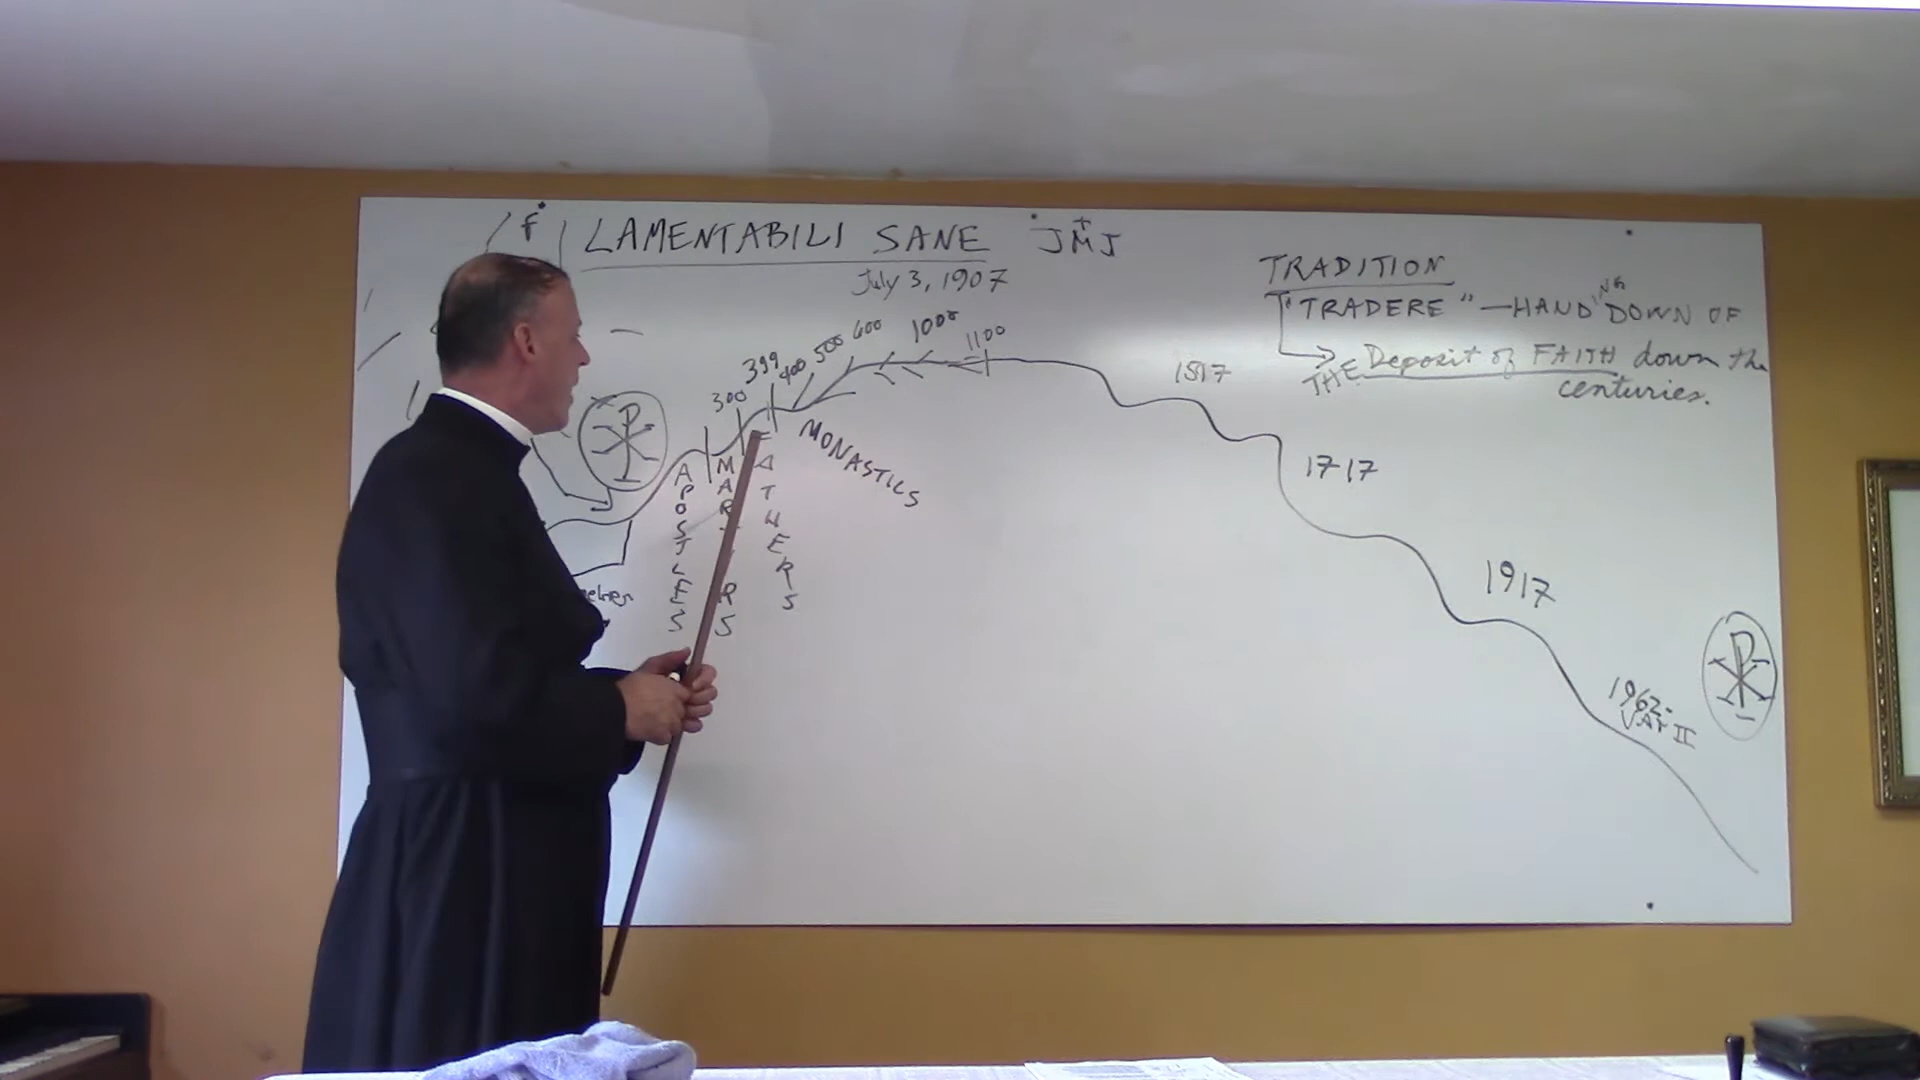 f
LAMENTABILI SANE
JMJ
July 3, 1907
TRADITION
"TRADERE" — HANDING DOWN OF
THE Deposit of FAITH down the
centuries.
300
399
400
500
600
1000
1100
1517
1717
1917
1962-
VAT II
APOSTLES
FATHERS
MONASTICS